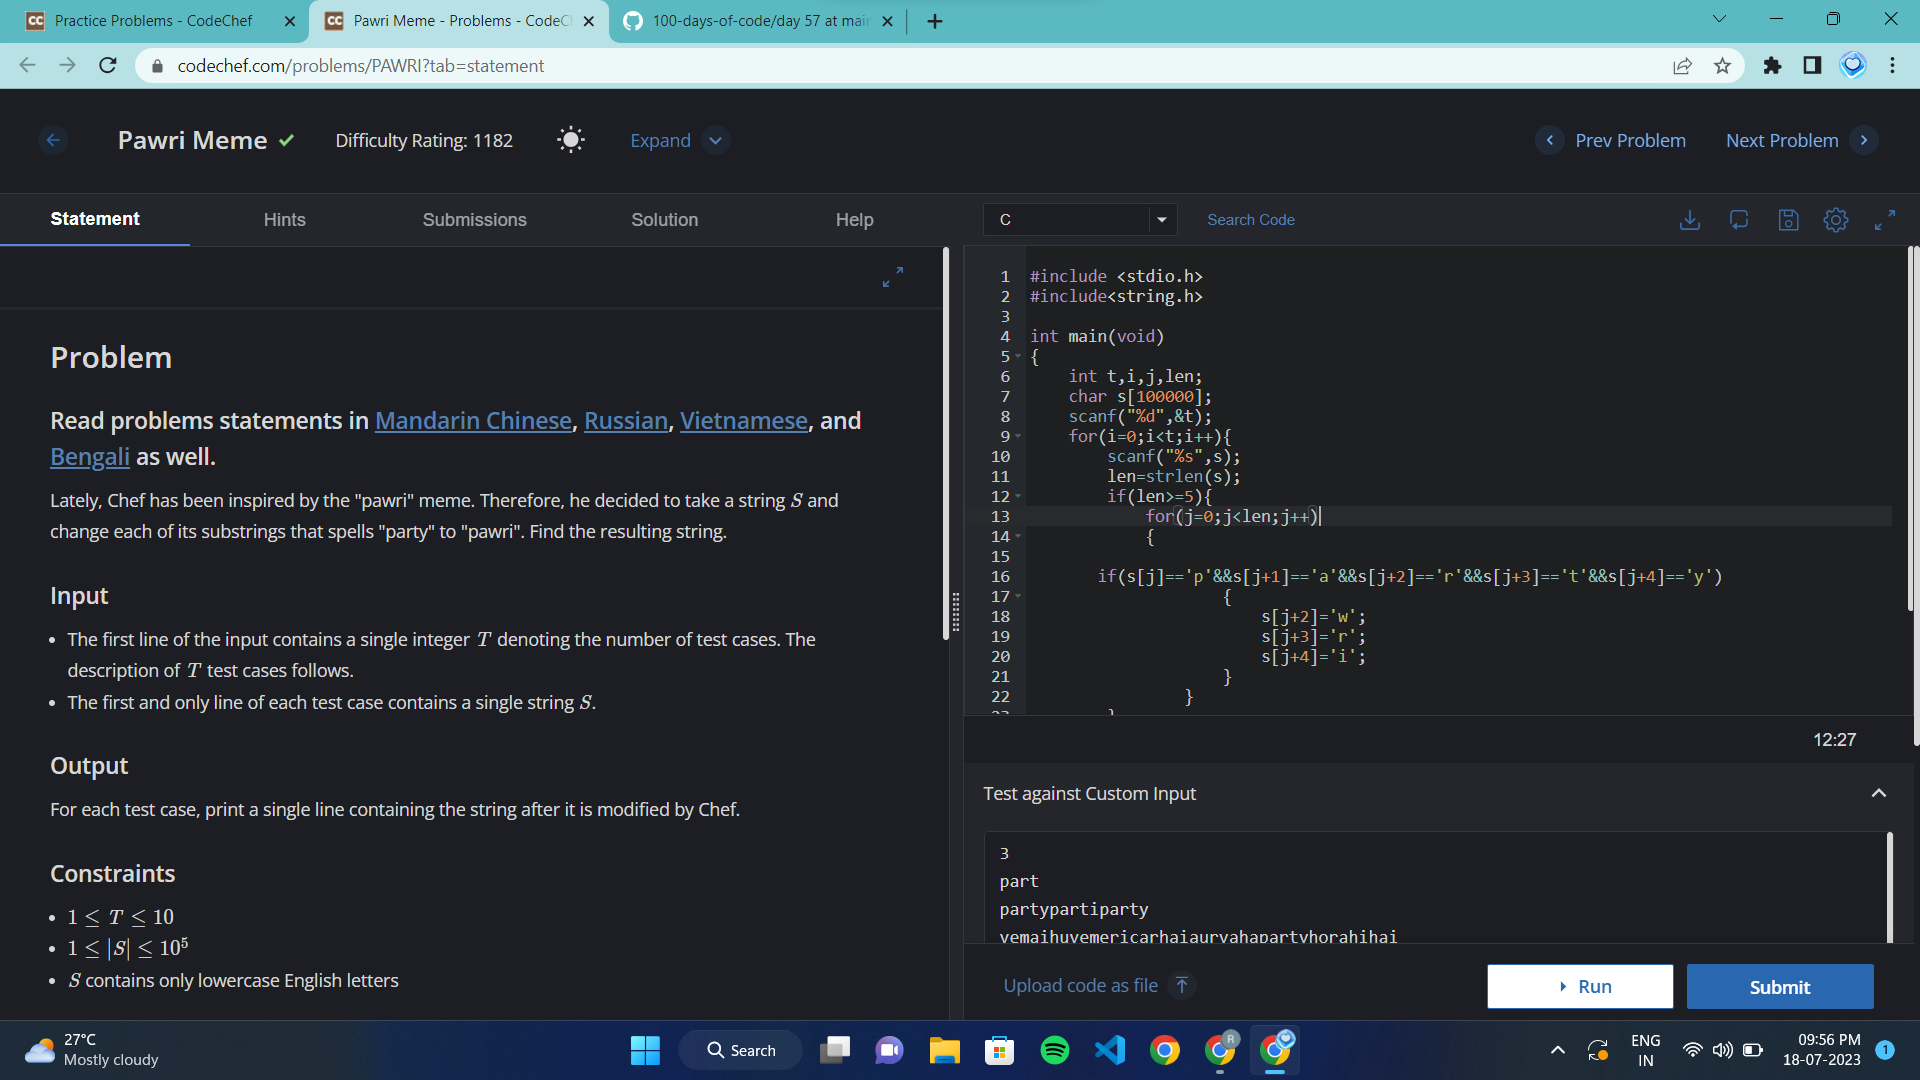 Practice Problems - CodeChef
Pawri Meme - Problems - CodeC
100-days-of-code/day 57 at mai
codechef.com/problems/PAWRI?tab=statement
Pawri Meme
Difficulty Rating: 1182
Expand
Prev Problem
Next Problem
Statement
Hints
Submissions
Solution
Help
C
Search Code
Problem
Read problems statements in Mandarin Chinese, Russian, Vietnamese, and
Bengali as well.
Lately, Chef has been inspired by the "pawri" meme. Therefore, he decided to take a string S and
change each of its substrings that spells "party" to "pawri". Find the resulting string.
Input
• The first line of the input contains a single integer T denoting the number of test cases. The
description of T test cases follows.
• The first and only line of each test case contains a single string S.
Output
For each test case, print a single line containing the string after it is modified by Chef.
Constraints
• 1 ≤ T ≤ 10
• 1 ≤ |S| ≤ 10⁵
• S contains only lowercase English letters
1 #include <stdio.h>
2 #include<string.h>
3
4 int main(void)
5 {
6 int t,i,j,len;
7 char s[100000];
8 scanf("%d",&t);
9 for(i=0;i<t;i++){
10 scanf("%s",s);
11 len=strlen(s);
12 if(len>=5){
13 for(j=0;j<len;j++)
14 {
15
16 if(s[j]=='p'&&s[j+1]=='a'&&s[j+2]=='r'&&s[j+3]=='t'&&s[j+4]=='y')
17 {
18 s[j+2]='w';
19 s[j+3]='r';
20 s[j+4]='i';
21 }
22 }
23 }
12:27
Test against Custom Input
3
part
partypartiparty
yemaihuyemericarhaiauryahapartyhorahihai
Upload code as file
Run
Submit
27°C
Mostly cloudy
Search
R
ENG
IN
09:56 PM
18-07-2023
1